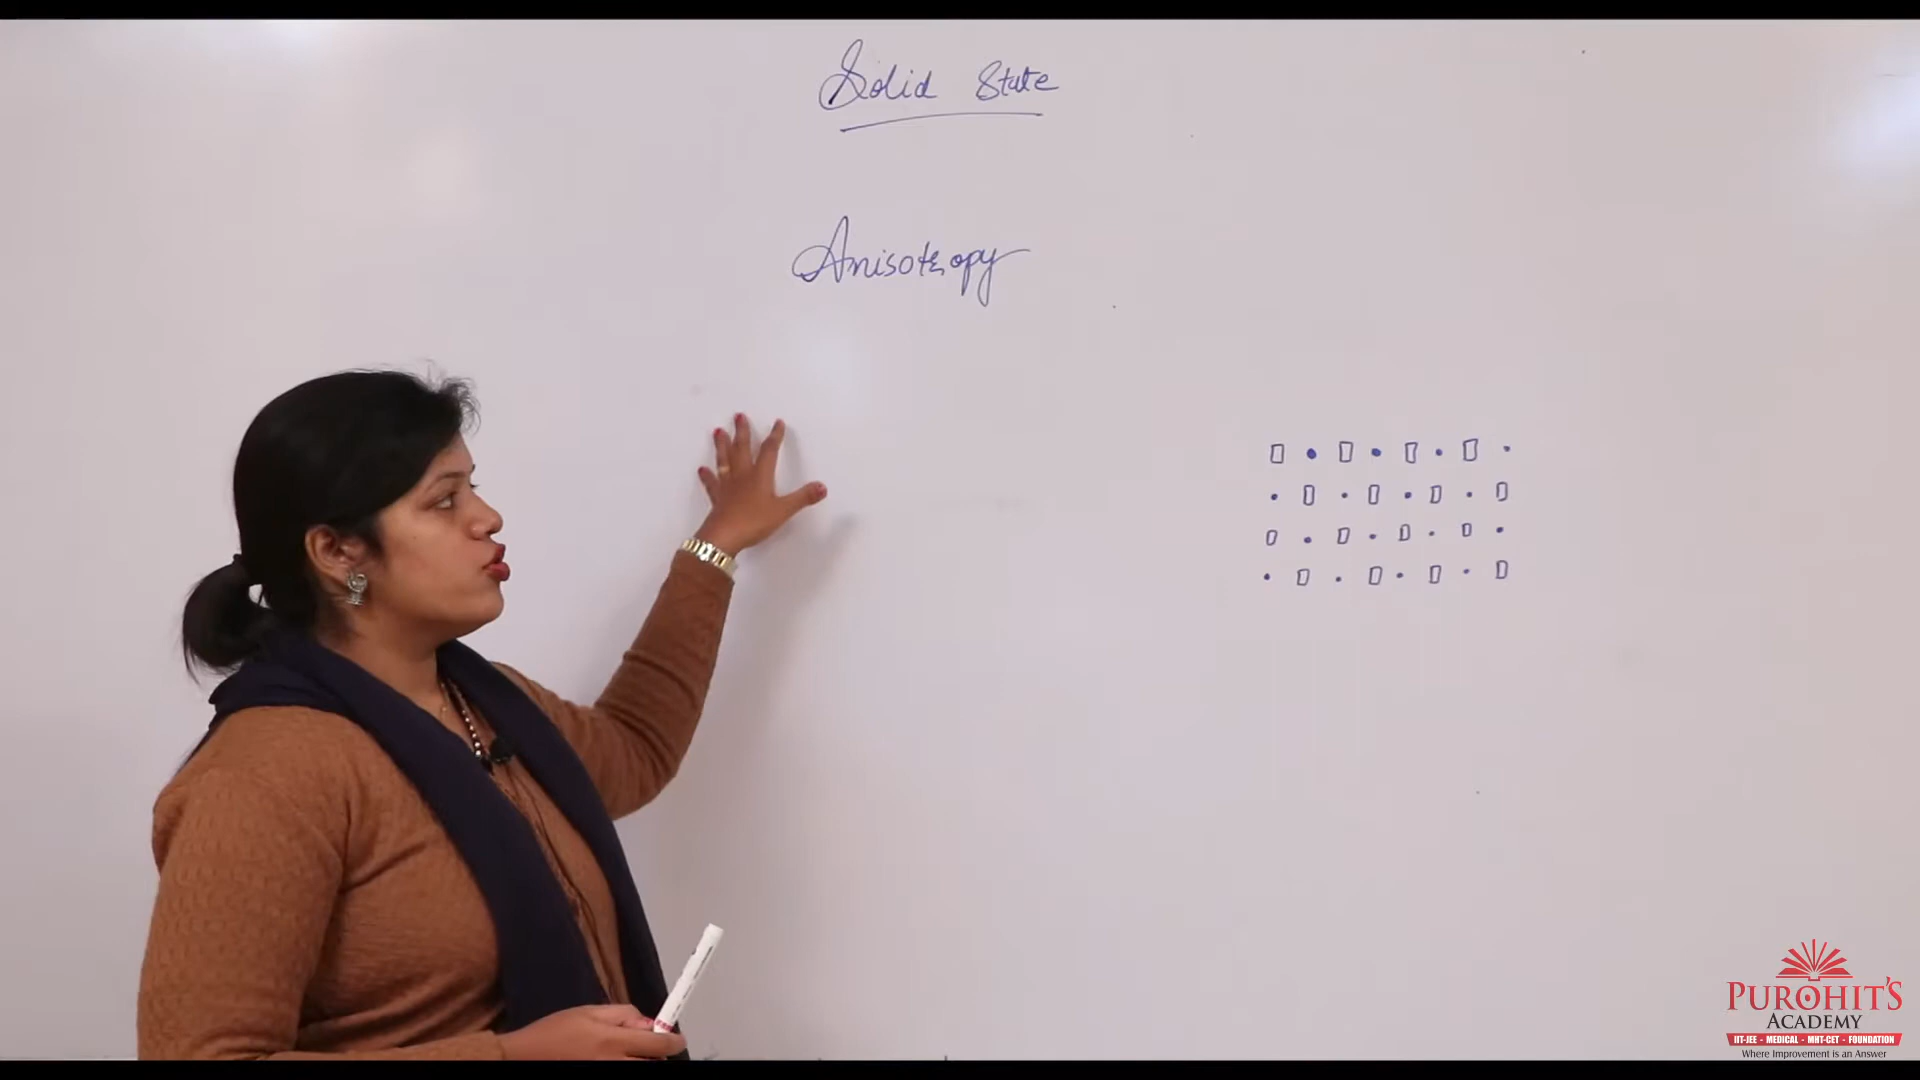 Solid State
Anisotropy
PUROHIT'S
ACADEMY
IIT-JEE - MEDICAL - MHT-CET - FOUNDATION
Where Improvement is an Answer